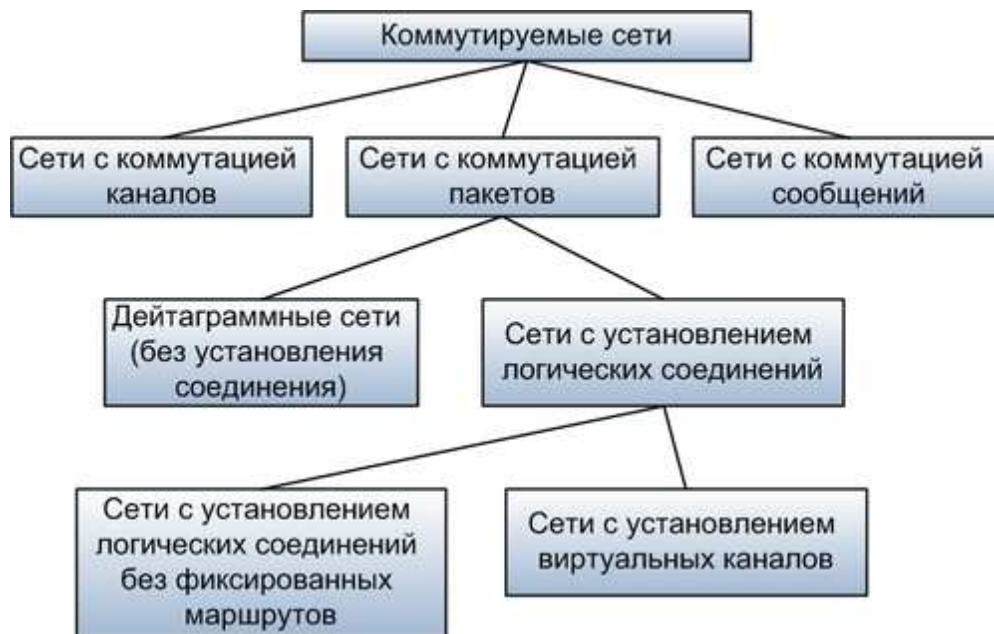 Коммутируемые сети
Сети с коммутацией
каналов
Сети с коммутацией
пакетов
Сети с коммутацией
сообщений
Дейтаграммные сети
(без установления
соединения)
Сети с установлением
логических соединений
Сети с установлением
логических соединений
без фиксированных
маршрутов
Сети с установлением
виртуальных каналов